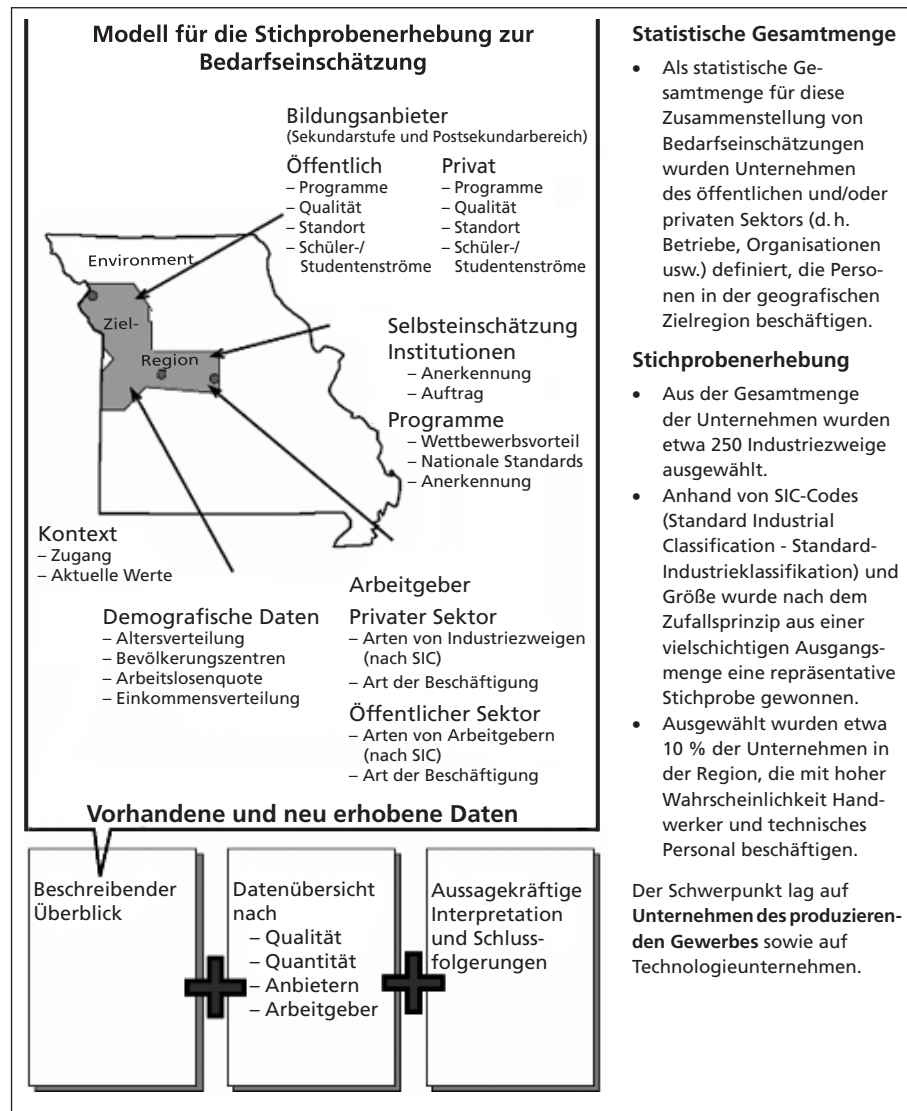 Modell für die Stichprobenerhebung zur
Bedarfseinschätzung
Bildungsanbieter
(Sekundarstufe und Postsekundarbereich)
Öffentlich
– Programme
– Qualität
– Standort
– Schüler-/
Studentenströme
Privat
– Programme
– Qualität
– Standort
– Schüler-/
Studentenströme
Environment
Ziel-
Region
Selbsteinschätzung
Institutionen
– Anerkennung
– Auftrag
Programme
– Wettbewerbsvorteil
– Nationale Standards
– Anerkennung
Kontext
– Zugang
– Aktuelle Werte
Demografische Daten
– Altersverteilung
– Bevölkerungszentren
– Arbeitslosenquote
– Einkommensverteilung
Arbeitgeber
Privater Sektor
– Arten von Industriezweigen
(nach SIC)
– Art der Beschäftigung
Öffentlicher Sektor
– Arten von Arbeitgebern
(nach SIC)
– Art der Beschäftigung
Vorhandene und neu erhobene Daten
Beschreibender
Überblick
Datenübersicht
nach
– Qualität
– Quantität
– Anbietern
– Arbeitgeber
Aussagekräftige
Interpretation
und Schluss-
folgerungen
Statistische Gesamtmenge
• Als statistische Ge-
samtmenge für diese
Zusammenstellung von
Bedarfseinschätzungen
wurden Unternehmen
des öffentlichen und/oder
privaten Sektors (d. h.
Betriebe, Organisationen
usw.) definiert, die Perso-
nen in der geografischen
Zielregion beschäftigen.
Stichprobenerhebung
• Aus der Gesamtmenge
der Unternehmen wurden
etwa 250 Industriezweige
ausgewählt.
• Anhand von SIC-Codes
(Standard Industrial
Classification - Standard-
Industrieklassifikation) und
Größe wurde nach dem
Zufallsprinzip aus einer
vielschichtigen Ausgangs-
menge eine repräsentative
Stichprobe gewonnen.
• Ausgewählt wurden etwa
10 % der Unternehmen in
der Region, die mit hoher
Wahrscheinlichkeit Hand-
werker und technisches
Personal beschäftigen.
Der Schwerpunkt lag auf
Unternehmen des produzieren-
den Gewerbes sowie auf
Technologieunternehmen.